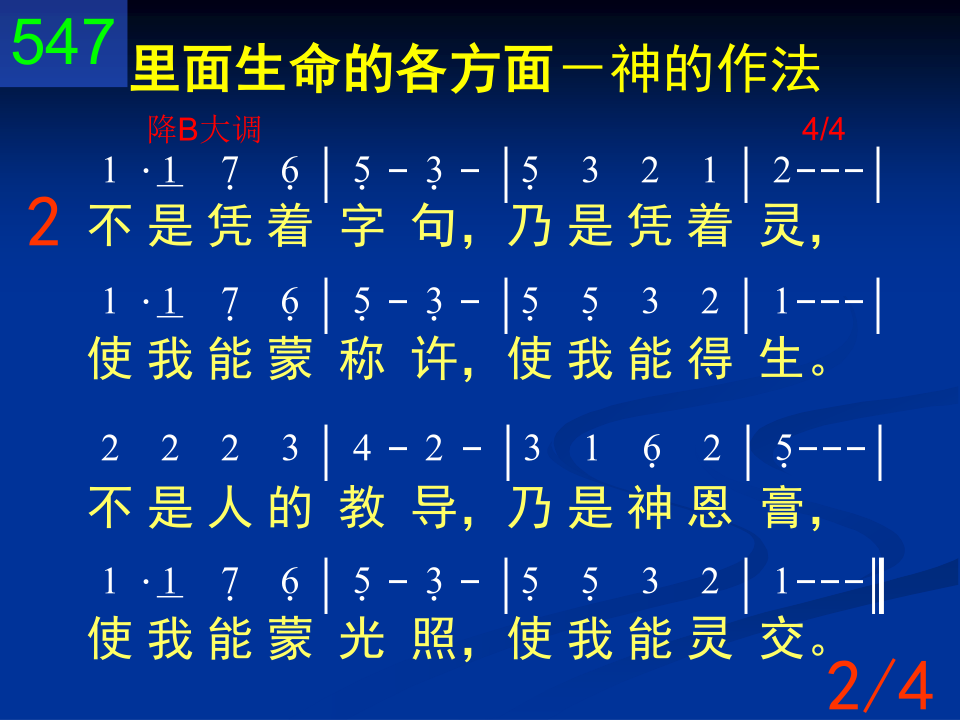 547
里面生命的各方面－神的作法
降B大调 4/4
1 · 1 7̣ 6̣ | 5̣ - 3̣ - | 5̣ 3 2 1 | 2 - - - |
2 不是凭着字句，乃是凭着灵，
1 · 1 7̣ 6̣ | 5̣ - 3̣ - | 5̣ 5̣ 3 2 | 1 - - - |
使我能蒙称许，使我能得生。
2 2 2 3 | 4 - 2 - | 3 1 6̣ 2 | 5̣ - - - |
不是人的教导，乃是神恩膏，
1 · 1 7̣ 6̣ | 5̣ - 3̣ - | 5̣ 5̣ 3 2 | 1 - - - ‖
使我能蒙光照，使我能灵交。
2/4